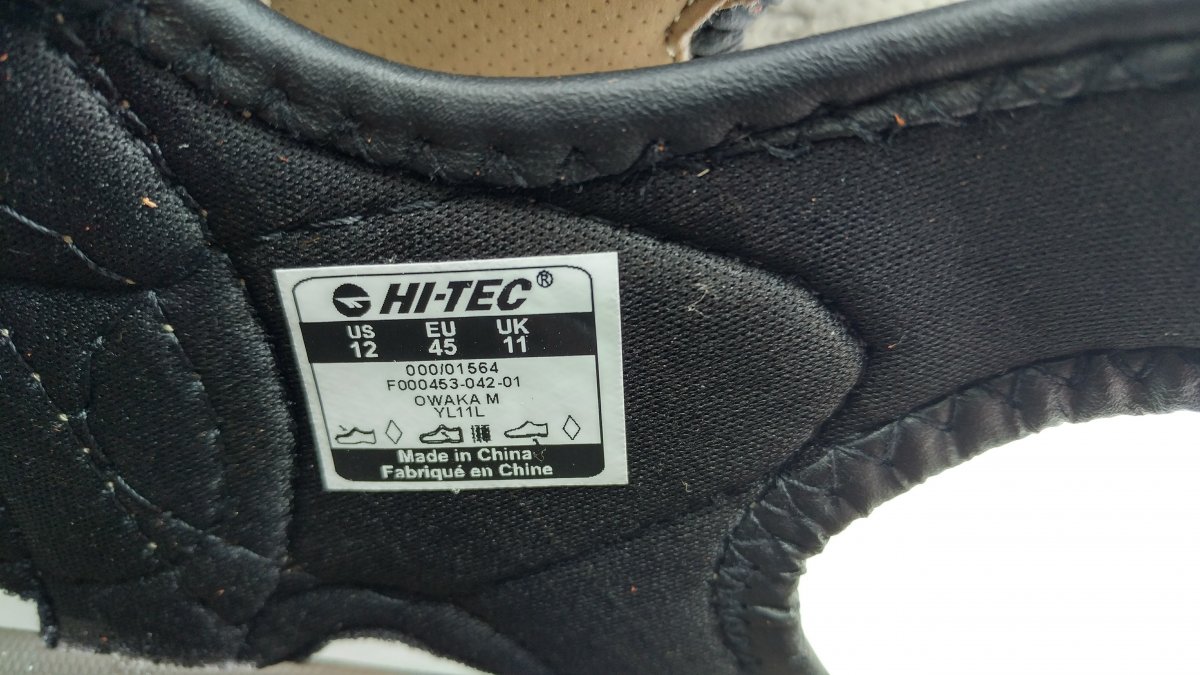 HI-TEC®
US EU UK
12 45 11
000/01564
F000453-042-01
OWAKA M
YL11L
Made in China
Fabriqué en Chine